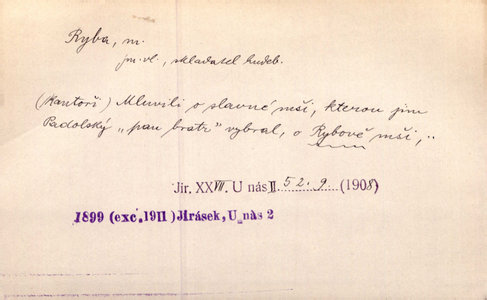 Ryba, m.
jm. vl., skladatel hudeb.
(Kantoři) Mluvili o slavné mši, kterou jim
Padolský „pan bratr" vybral, o Rybově mši, „
Jir. XXVII. U nás II. 52. 9. (1908)
1899 (exc. 1911) Jirásek, U nás 2